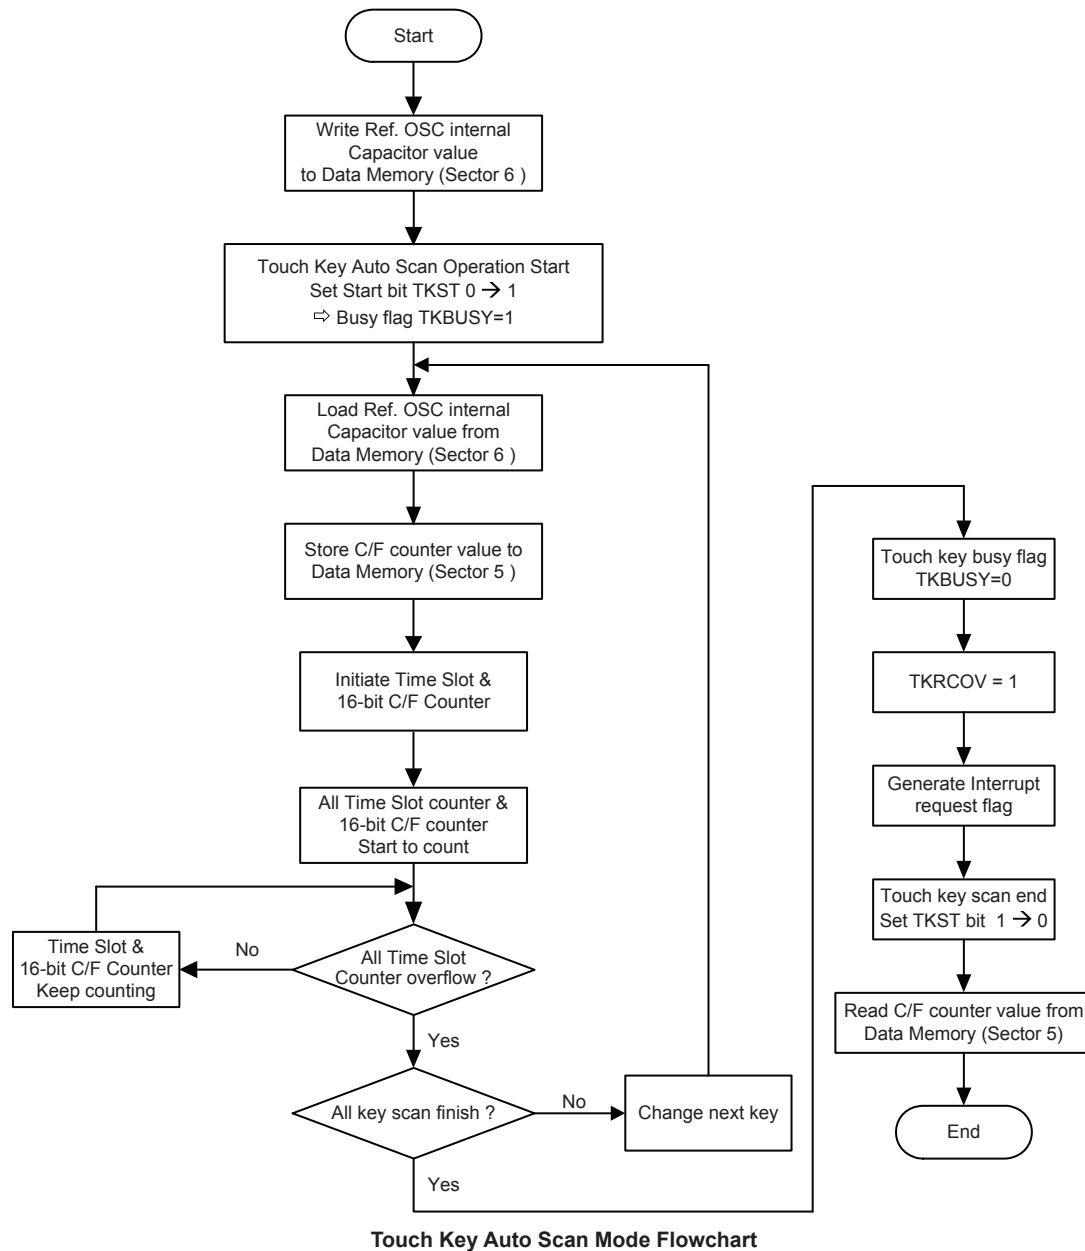 Start
Write Ref. OSC internal
Capacitor value
to Data Memory (Sector 6 )
Touch Key Auto Scan Operation Start
Set Start bit TKST 0 → 1
⇨ Busy flag TKBUSY=1
Load Ref. OSC internal
Capacitor value from
Data Memory (Sector 6 )
Store C/F counter value to
Data Memory (Sector 5 )
Initiate Time Slot &
16-bit C/F Counter
All Time Slot counter &
16-bit C/F counter
Start to count
All Time Slot
Counter overflow ?
No
Time Slot &
16-bit C/F Counter
Keep counting
Yes
All key scan finish ?
No
Change next key
Yes
Touch key busy flag
TKBUSY=0
TKRCOV = 1
Generate Interrupt
request flag
Touch key scan end
Set TKST bit 1 → 0
Read C/F counter value from
Data Memory (Sector 5)
End
Touch Key Auto Scan Mode Flowchart